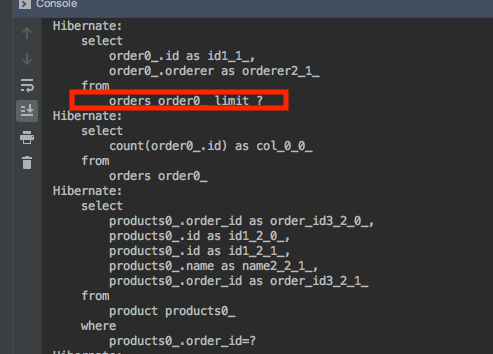 Console
Hibernate:
select
order0_.id as id1_1_,
order0_.orderer as orderer2_1_
from
orders order0_ limit ?
Hibernate:
select
count(order0_.id) as col_0_0_
from
orders order0_
Hibernate:
select
products0_.order_id as order_id3_2_0_,
products0_.id as id1_2_0_,
products0_.id as id1_2_1_,
products0_.name as name2_2_1_,
products0_.order_id as order_id3_2_1_
from
product products0_
where
products0_.order_id=?
Hibernate: